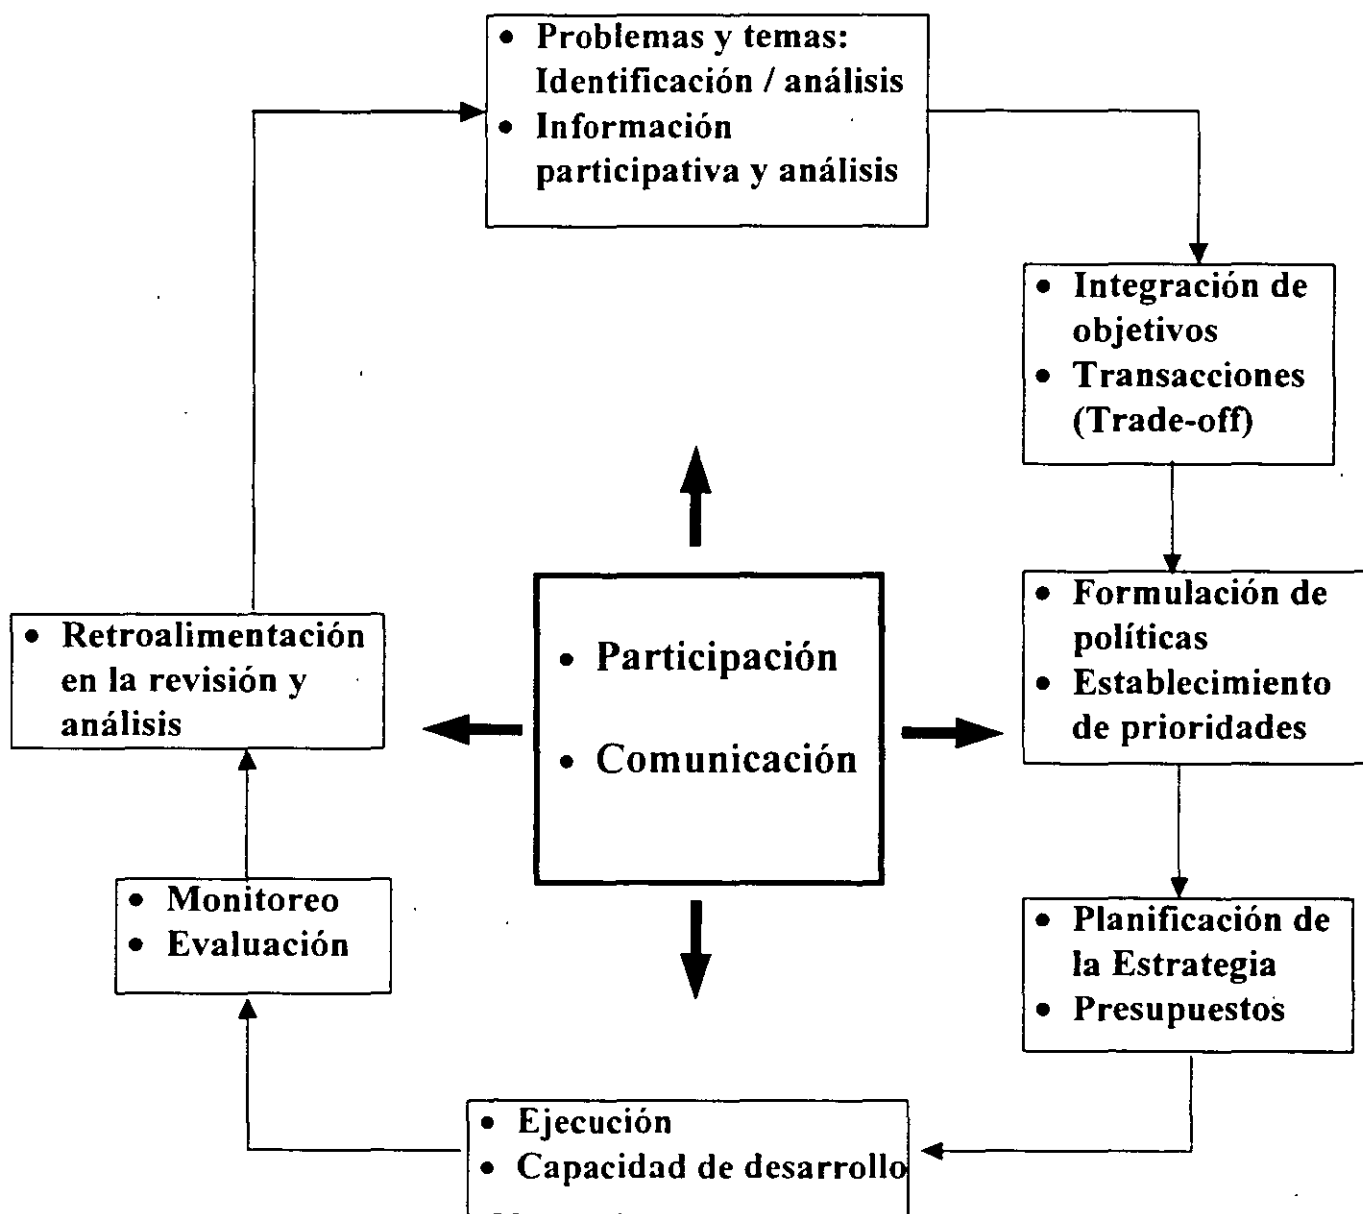 • Problemas y temas:
Identificación / análisis
• Información
participativa y análisis
• Integración de
objetivos
• Transacciones
(Trade-off)
• Formulación de
políticas
• Establecimiento
de prioridades
• Planificación de
la Estrategia
• Presupuestos
• Ejecución
• Capacidad de desarrollo
• Monitoreo
• Evaluación
• Retroalimentación
en la revisión y
análisis
• Participación
• Comunicación